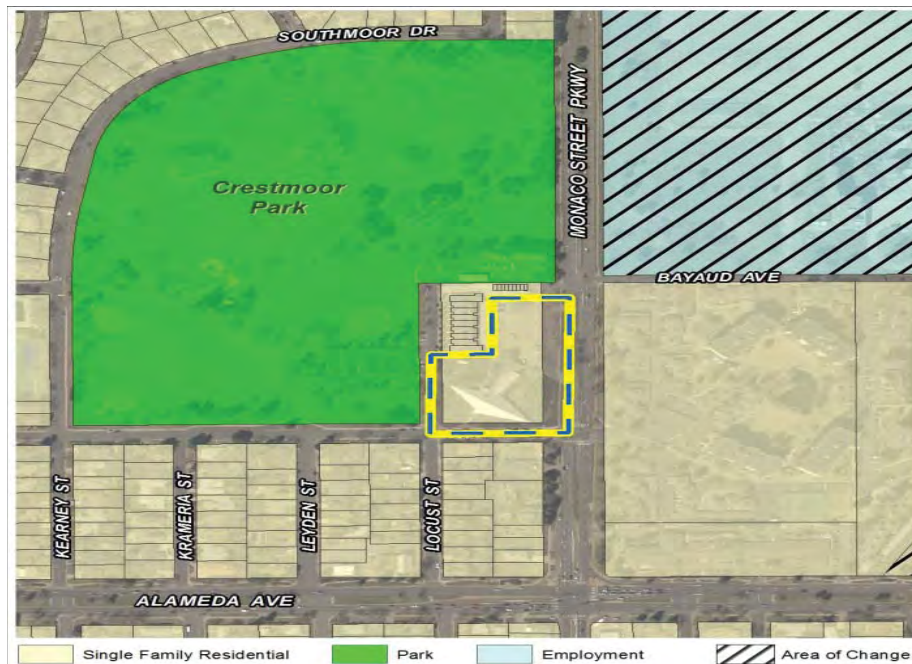 SOUTHMOOR DR
MONACO STREET PKWY
Crestmoor
Park
BAYAUD AVE
KEARNEY ST
KRAMERIA ST
LEYDEN ST
LOCUST ST
ALAMEDA AVE
Single Family Residential
Park
Employment
Area of Change